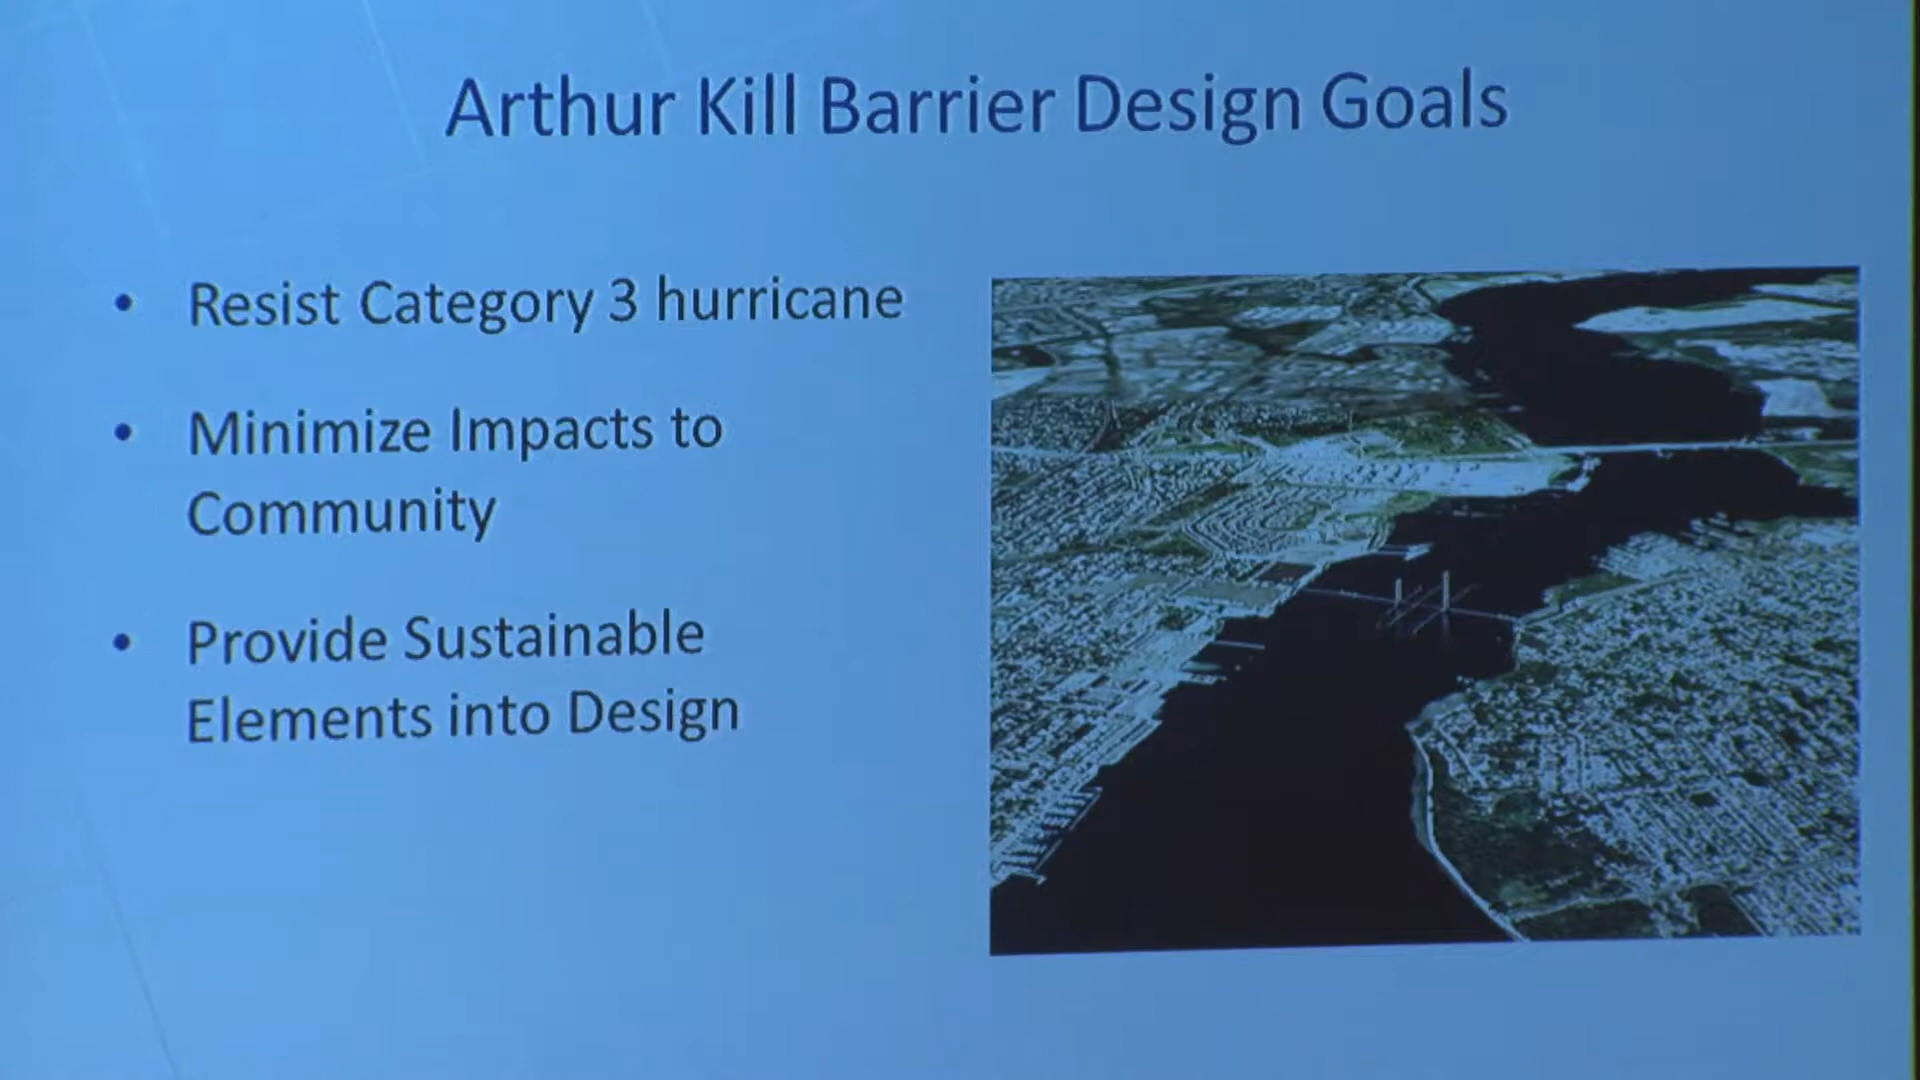 Arthur Kill Barrier Design Goals
• Resist Category 3 hurricane
• Minimize Impacts to
Community
• Provide Sustainable
Elements into Design